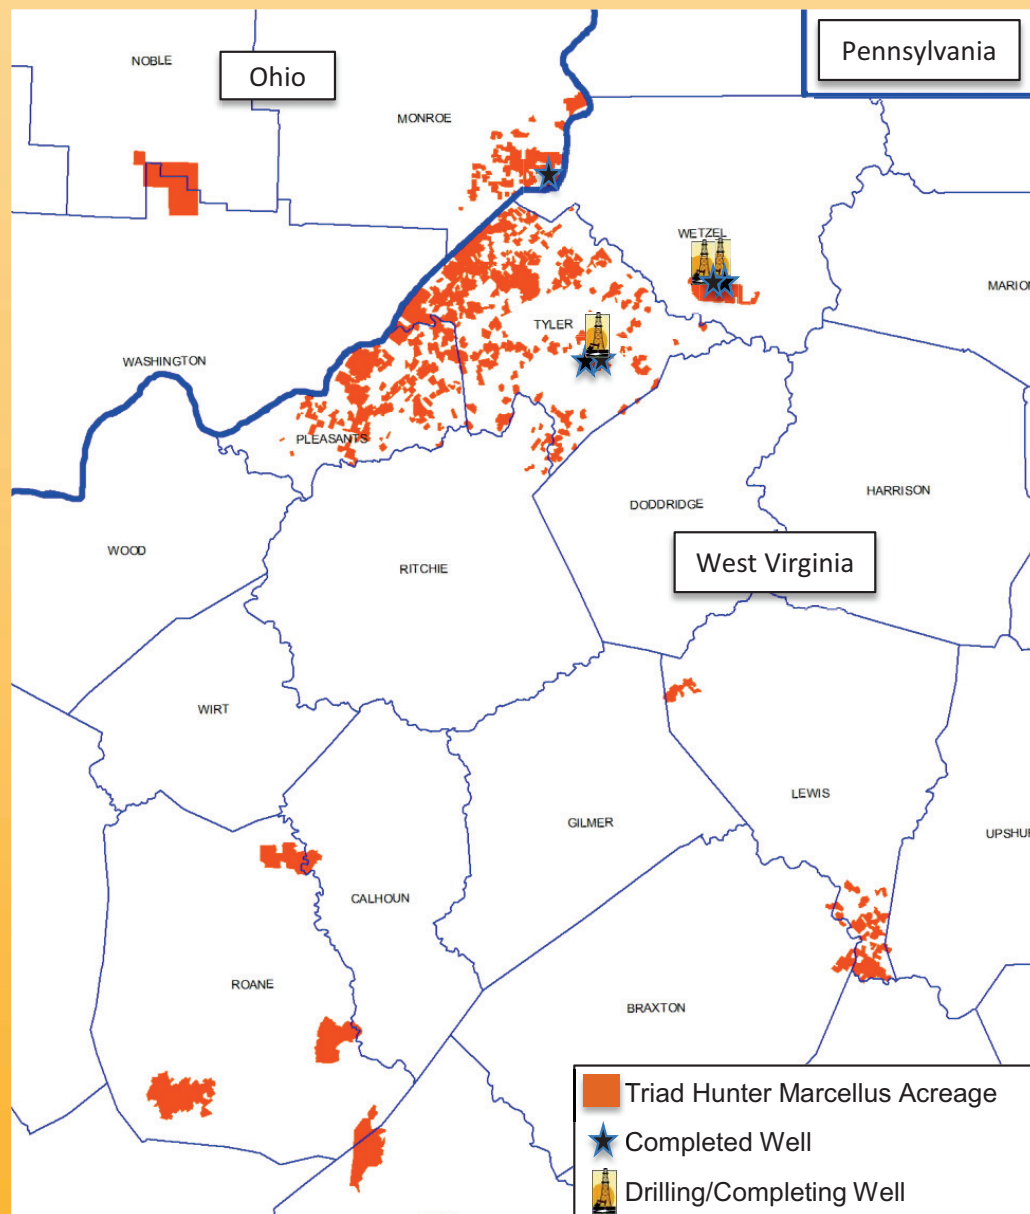 Pennsylvania
NOBLE
Ohio
MONROE
WETZEL
MARION
TYLER
WASHINGTON
PLEASANTS
HARRISON
DODDRIDGE
WOOD
West Virginia
RITCHIE
WIRT
LEWIS
GILMER
UPSHUR
CALHOUN
ROANE
BRAXTON
Triad Hunter Marcellus Acreage
Completed Well
Drilling/Completing Well